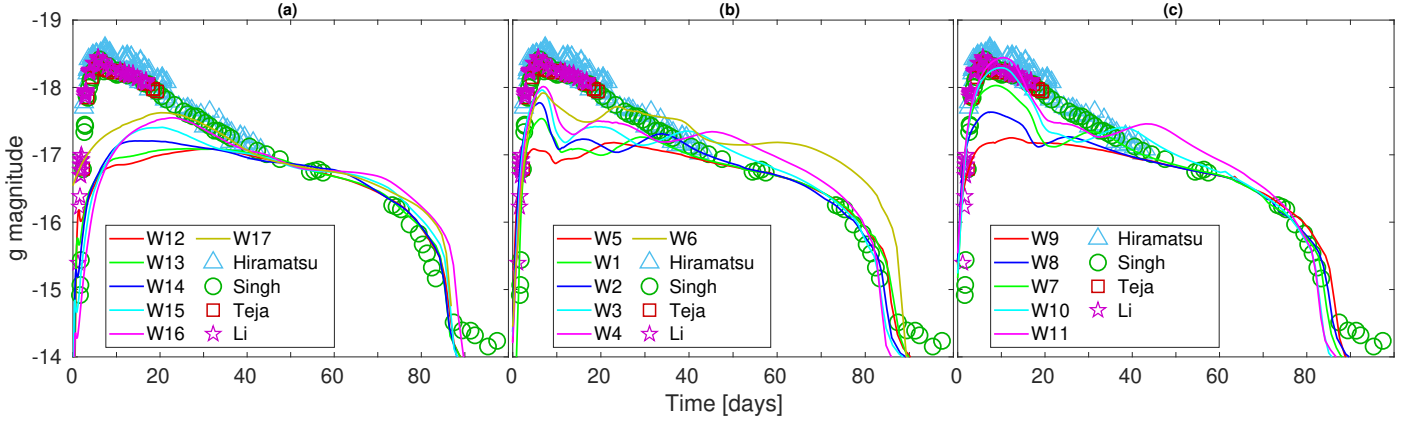 (a) (b) (c)
-19
-18
-17
-16
-15
-14
g magnitude
W12 W17
W13 Hiramatsu
W14 Singh
W15 Teja
W16 Li
W5 W6
W1 Hiramatsu
W2 Singh
W3 Teja
W4 Li
W9 Hiramatsu
W8 Singh
W7 Teja
W10 Li
W11
0 20 40 60 80 0 20 40 60 80 0 20 40 60 80
Time [days]